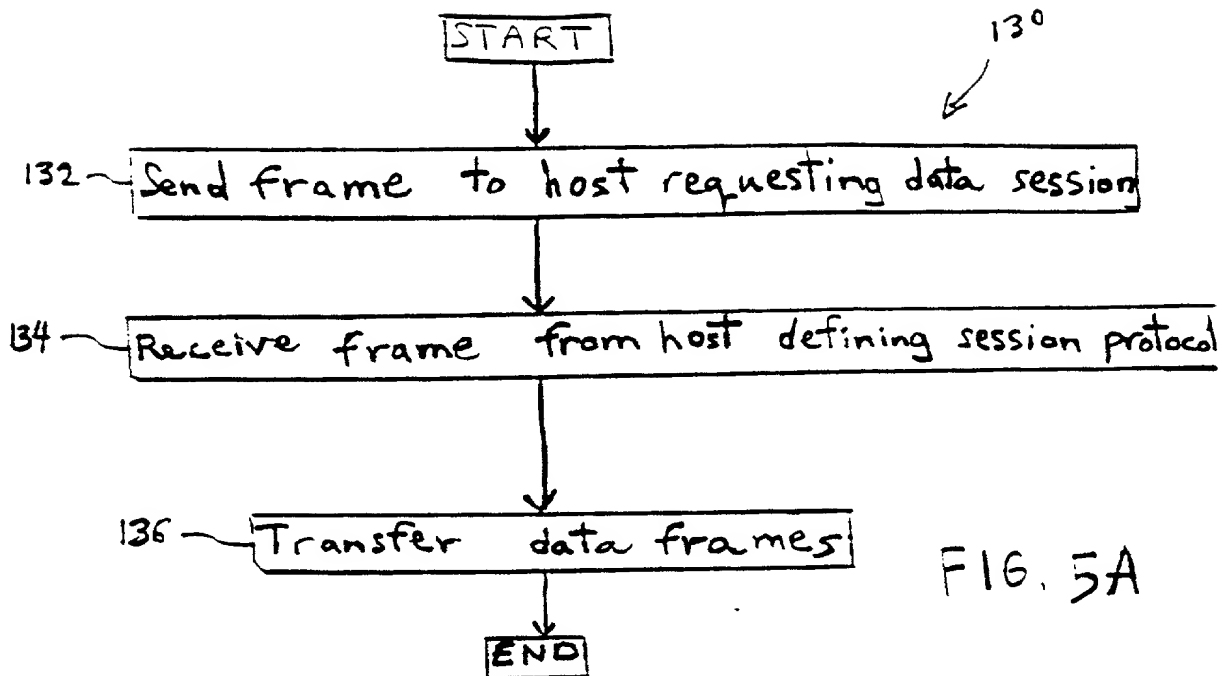 START
130
132 Send frame to host requesting data session
134 Receive frame from host defining session protocol
136 Transfer data frames
FIG. 5A
END